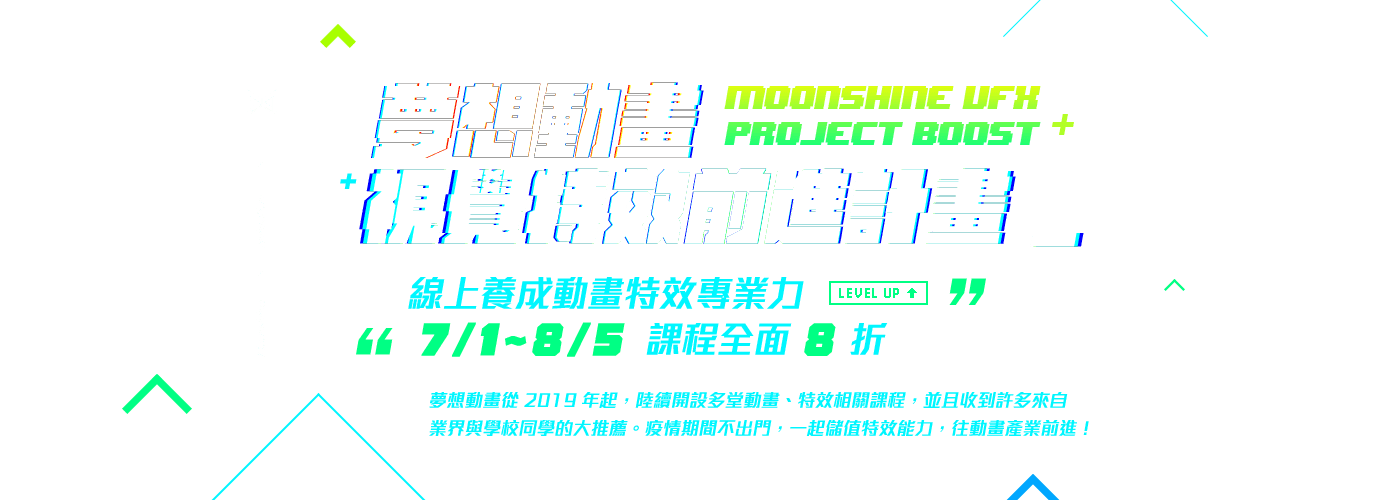 夢想動畫
MOONSHINE VFX
PROJECT BOOST
視覺特效前進計畫
線上養成動畫特效專業力 LEVEL UP
7/1~8/5 課程全面 8 折
夢想動畫從 2019 年起，陸續開設多堂動畫、特效相關課程，並且收到許多來自
業界與學校同學的大推薦。疫情期間不出門，一起儲值特效能力，往動畫產業前進！